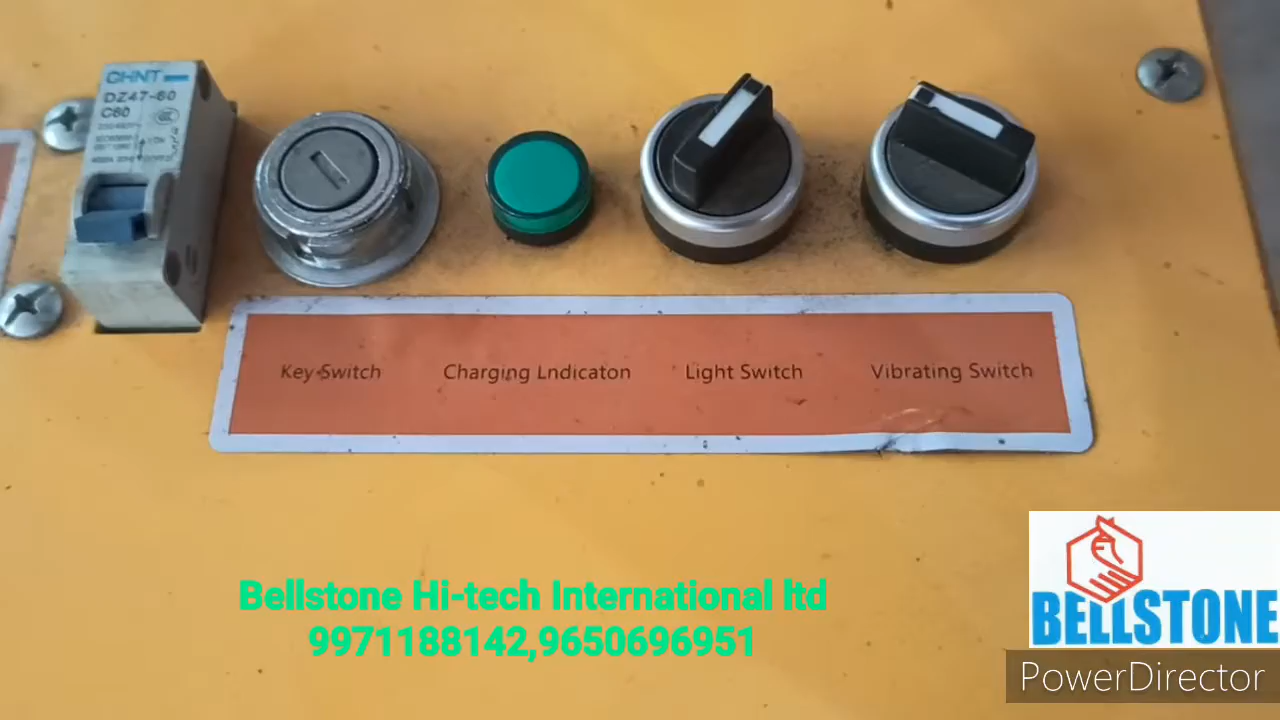 CHNT
DZ47-60
C60
Key Switch Charging Lndicaton Light Switch Vibrating Switch
Bellstone Hi-tech International ltd
9971188142,9650696951
BELLSTONE
PowerDirector